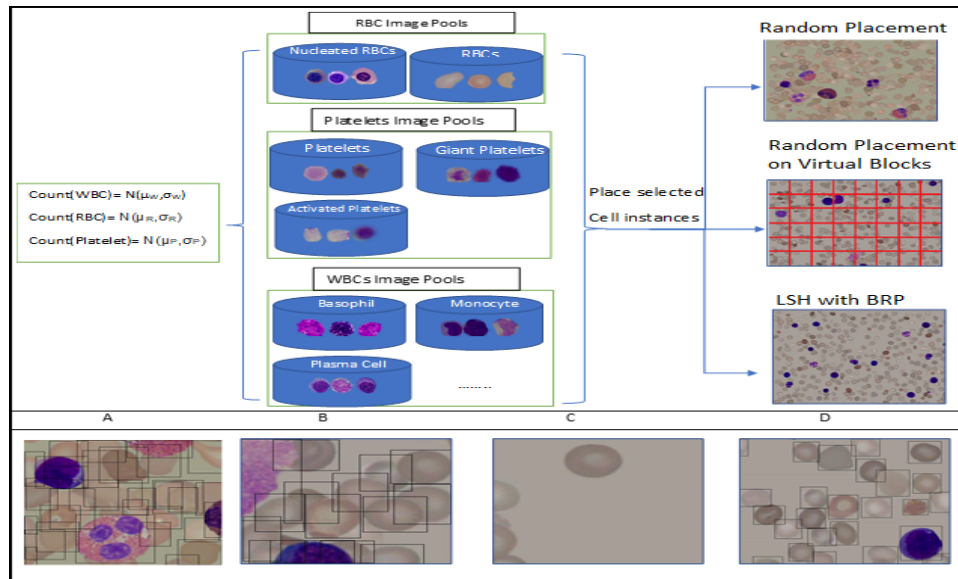 RBC Image Pools
Nucleated RBCs
RBCs
Platelets Image Pools
Platelets
Giant Platelets
Activated Platelets
WBCs Image Pools
Basophil
Monocyte
Plasma Cell
.......
Count(WBC)= N(μW,σW)
Count(RBC)= N(μR,σR)
Count(Platelet)= N(μP,σP)
Place selected
Cell instances
Random Placement
Random Placement
on Virtual Blocks
LSH with BRP
A
B
C
D